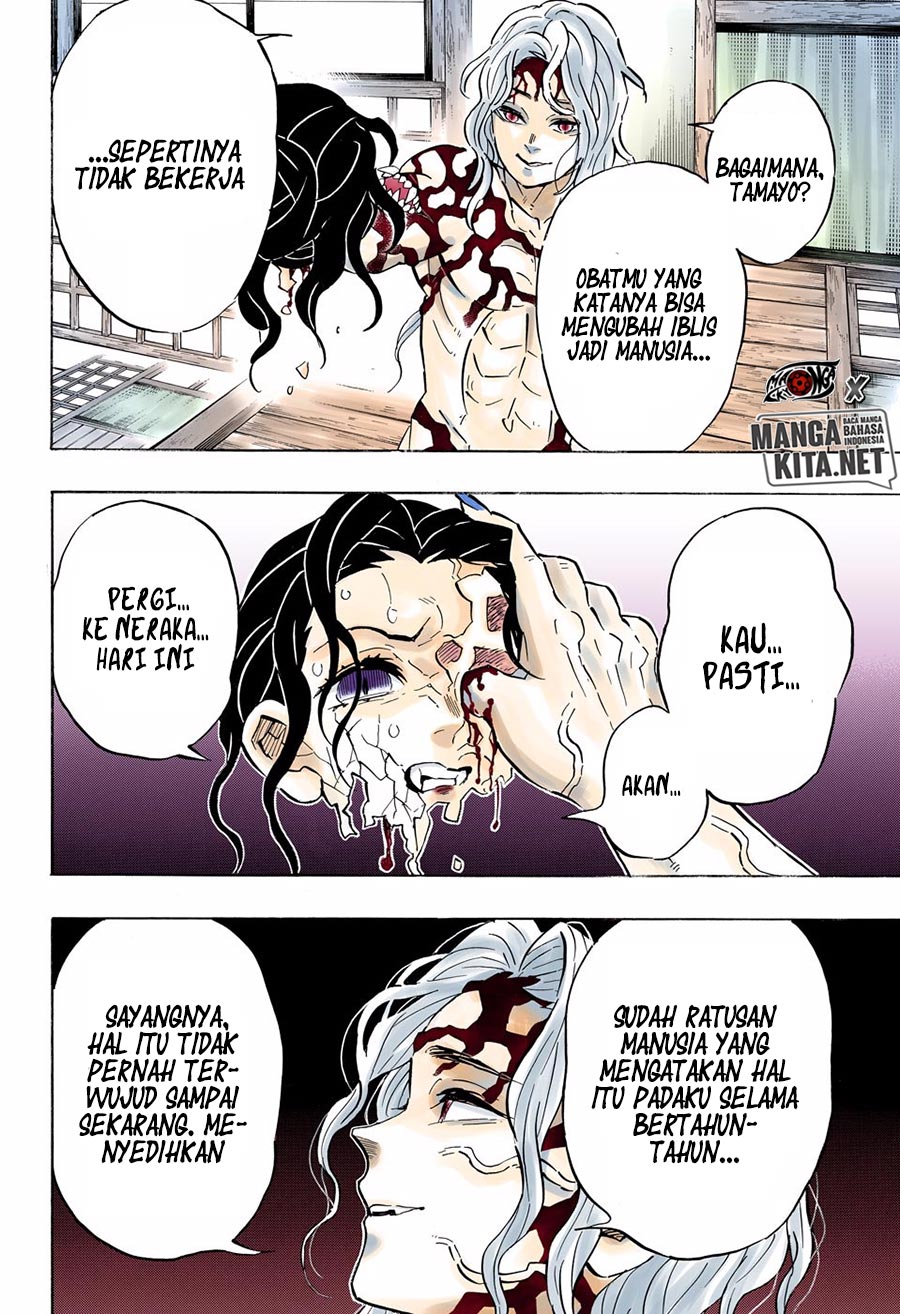 BAGAIMANA,
TAMAYO?
OBATMU YANG
KATANYA BISA
MENGUBAH IBLIS
JADI MANUSIA...
...SEPERTINYA
TIDAK BEKERJA
MANGA
KITA.NET
BACA MANGA
BAHASA
INDONESIA
KAU...
PASTI...
AKAN...
PERGI...
KE NERAKA...
HARI INI
SUDAH RATUSAN
MANUSIA YANG
MENGATAKAN HAL
ITU PADAKU SELAMA
BERTAHUN-
TAHUN...
SAYANGNYA,
HAL ITU TIDAK
PERNAH TER-
WUJUD SAMPAI
SEKARANG. ME-
NYEDIHKAN